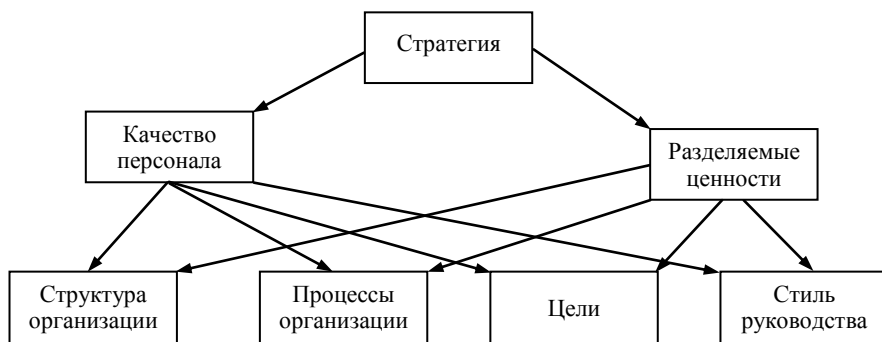 Стратегия
Качество
персонала
Разделяемые
ценности
Структура
организации
Процессы
организации
Цели
Стиль
руководства